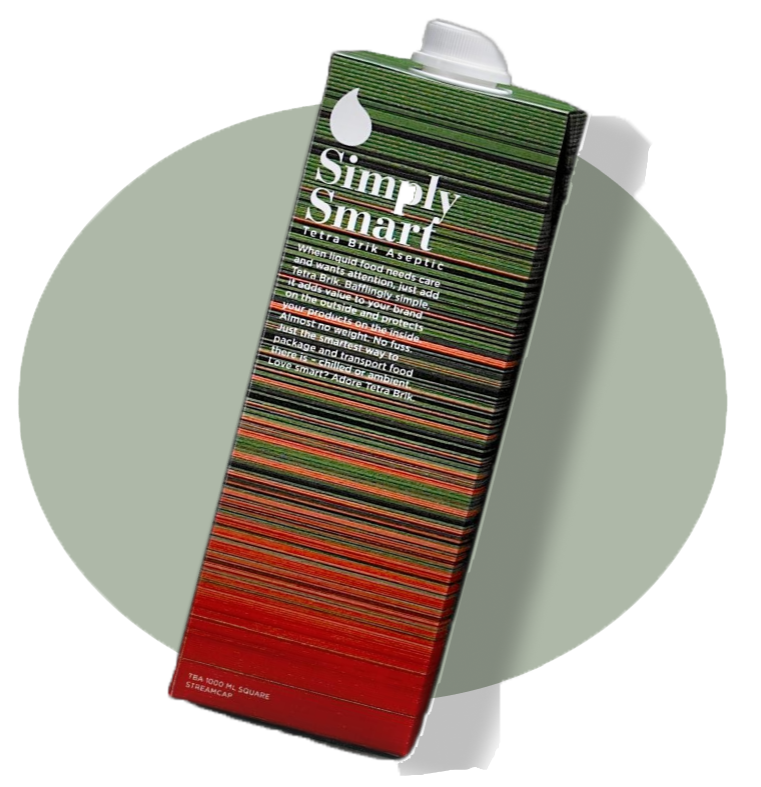 Simply
Smart
Tetra Brik Aseptic
When liquid food needs care
and wants attention, just add
Tetra Brik. Bafflingly simple,
it adds value to your brand
on the outside and protects
your products on the inside.
Almost no weight. No fuss.
Just the smartest way to
package and transport food
there is – chilled or ambient.
Love smart? Adore Tetra Brik.
TBA 1000 ML SQUARE
STREAMCAP